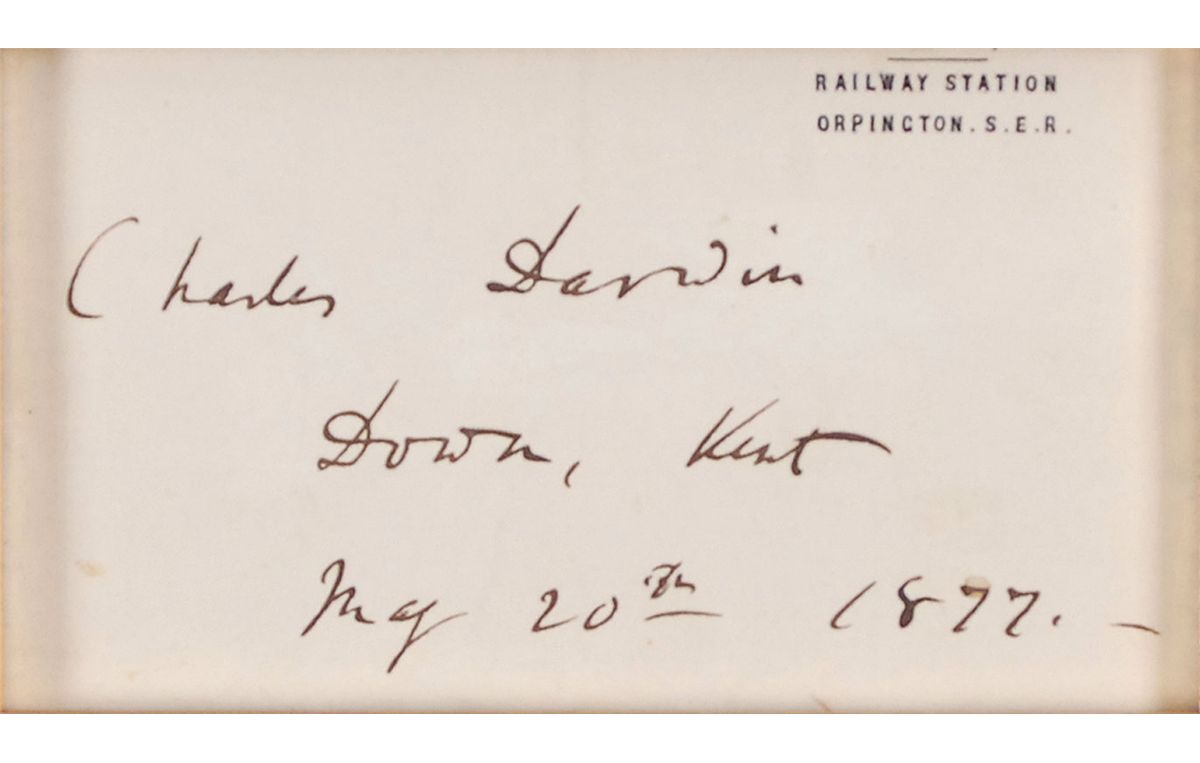 RAILWAY STATION
ORPINGTON. S. E. R.
Charles Darwin
Down, Kent
May 20th 1877. —